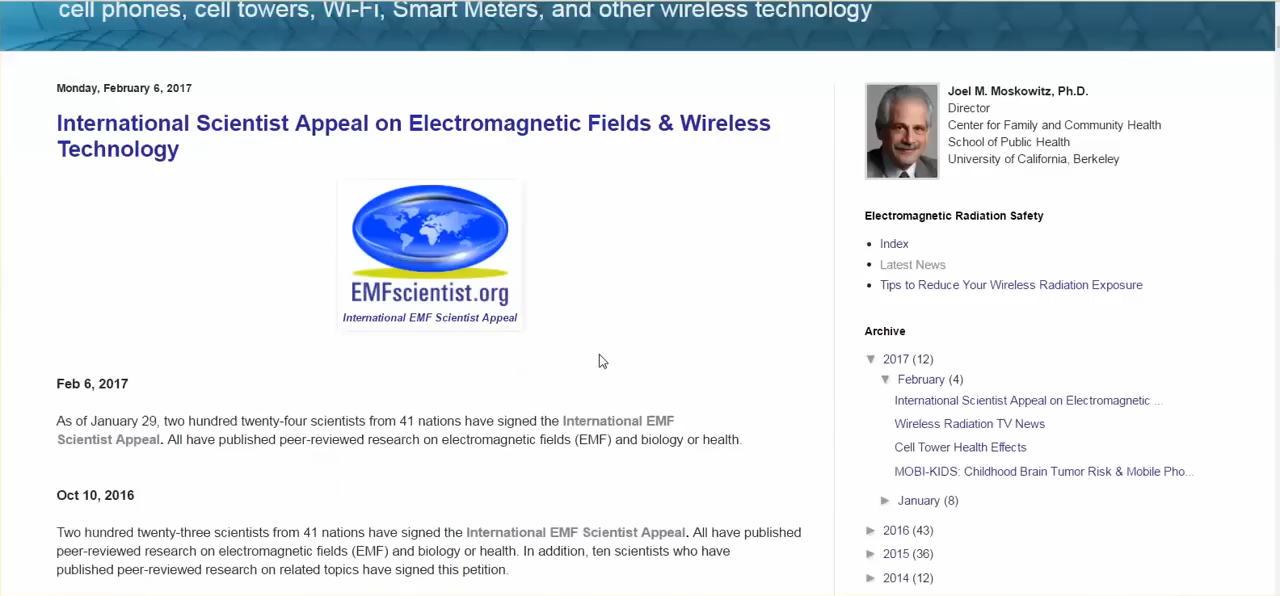 cell phones, cell towers, Wi-Fi, Smart Meters, and other wireless technology
Monday, February 6, 2017
International Scientist Appeal on Electromagnetic Fields & Wireless
Technology
EMFscientist.org
International EMF Scientist Appeal
Feb 6, 2017
As of January 29, two hundred twenty-four scientists from 41 nations have signed the International EMF
Scientist Appeal. All have published peer-reviewed research on electromagnetic fields (EMF) and biology or health.
Oct 10, 2016
Two hundred twenty-three scientists from 41 nations have signed the International EMF Scientist Appeal. All have published
peer-reviewed research on electromagnetic fields (EMF) and biology or health. In addition, ten scientists who have
published peer-reviewed research on related topics have signed this petition.
Joel M. Moskowitz, Ph.D.
Director
Center for Family and Community Health
School of Public Health
University of California, Berkeley
Electromagnetic Radiation Safety
Index
Latest News
Tips to Reduce Your Wireless Radiation Exposure
Archive
2017 (12)
February (4)
International Scientist Appeal on Electromagnetic ...
Wireless Radiation TV News
Cell Tower Health Effects
MOBI-KIDS: Childhood Brain Tumor Risk & Mobile Pho...
January (8)
2016 (43)
2015 (36)
2014 (12)